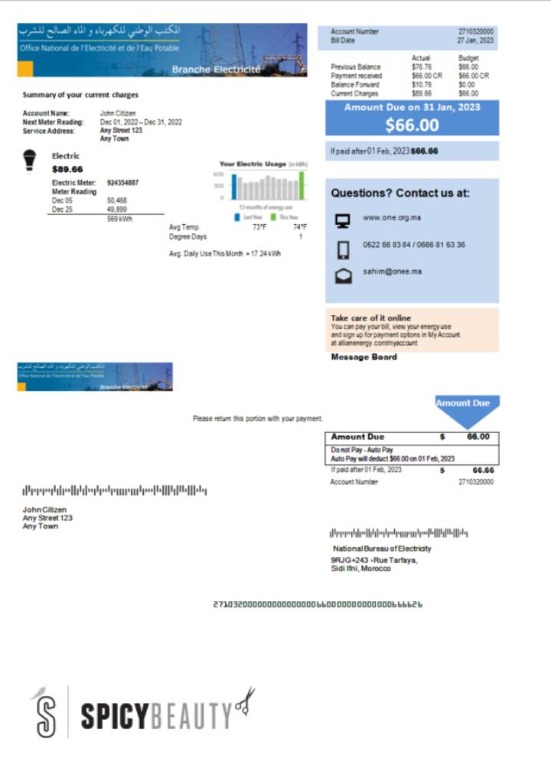 المكتب الوطني للكهرباء و الماء الصالح للشرب
Office National de l'Electricité et de l'Eau Potable
Branche Electricité
Account Number 2710320000
Bill Date 27 Jan, 2023
Actual Budget
Previous Balance $76.76 $66.00
Payment received $66.00 CR $66.00 CR
Balance Forward $10.76 $0.00
Current Charges $89.66 $66.00
Amount Due on 31 Jan, 2023
$66.00
If paid after 01 Feb, 2023 $66.66
Summary of your current charges
Account Name: John Citizen
Next Meter Reading: Dec 01, 2022 – Dec 31, 2022
Service Address: Any Street 123
Any Town
Electric
$89.66
Electric Meter: 924354887
Meter Reading
Dec 05 50,468
Dec 25 49,899
569 kWh
Your Electric Usage (in kWh)
600
300
0
13 months of energy use
Last Year This Year
Avg Temp. 73°F 74°F
Degree Days 1
Avg. Daily Use This Month = 17.24 kWh
Questions? Contact us at:
www.one.org.ma
0522 66 83 84 / 0666 81 63 36
sahim@onee.ma
Take care of it online
You can pay your bill, view your energy use
and sign up for payment options in My Account
at allianenergy.com/myaccount
Message Board
المكتب الوطني للكهرباء و الماء الصالح للشرب
Office National de l'Electricité et de l'Eau Potable
Branche Electricité
Please return this portion with your payment.
Amount Due
Amount Due $ 66.00
Do not Pay - Auto Pay
Auto Pay will deduct $66.00 on 01 Feb, 2023
If paid after 01 Feb, 2023 $ 66.66
Account Number 2710320000
John Citizen
Any Street 123
Any Town
National Bureau of Electricity
9RJG+243 - Rue Tarfaya,
Sidi Ifni, Morocco
SPICYBEAUTY